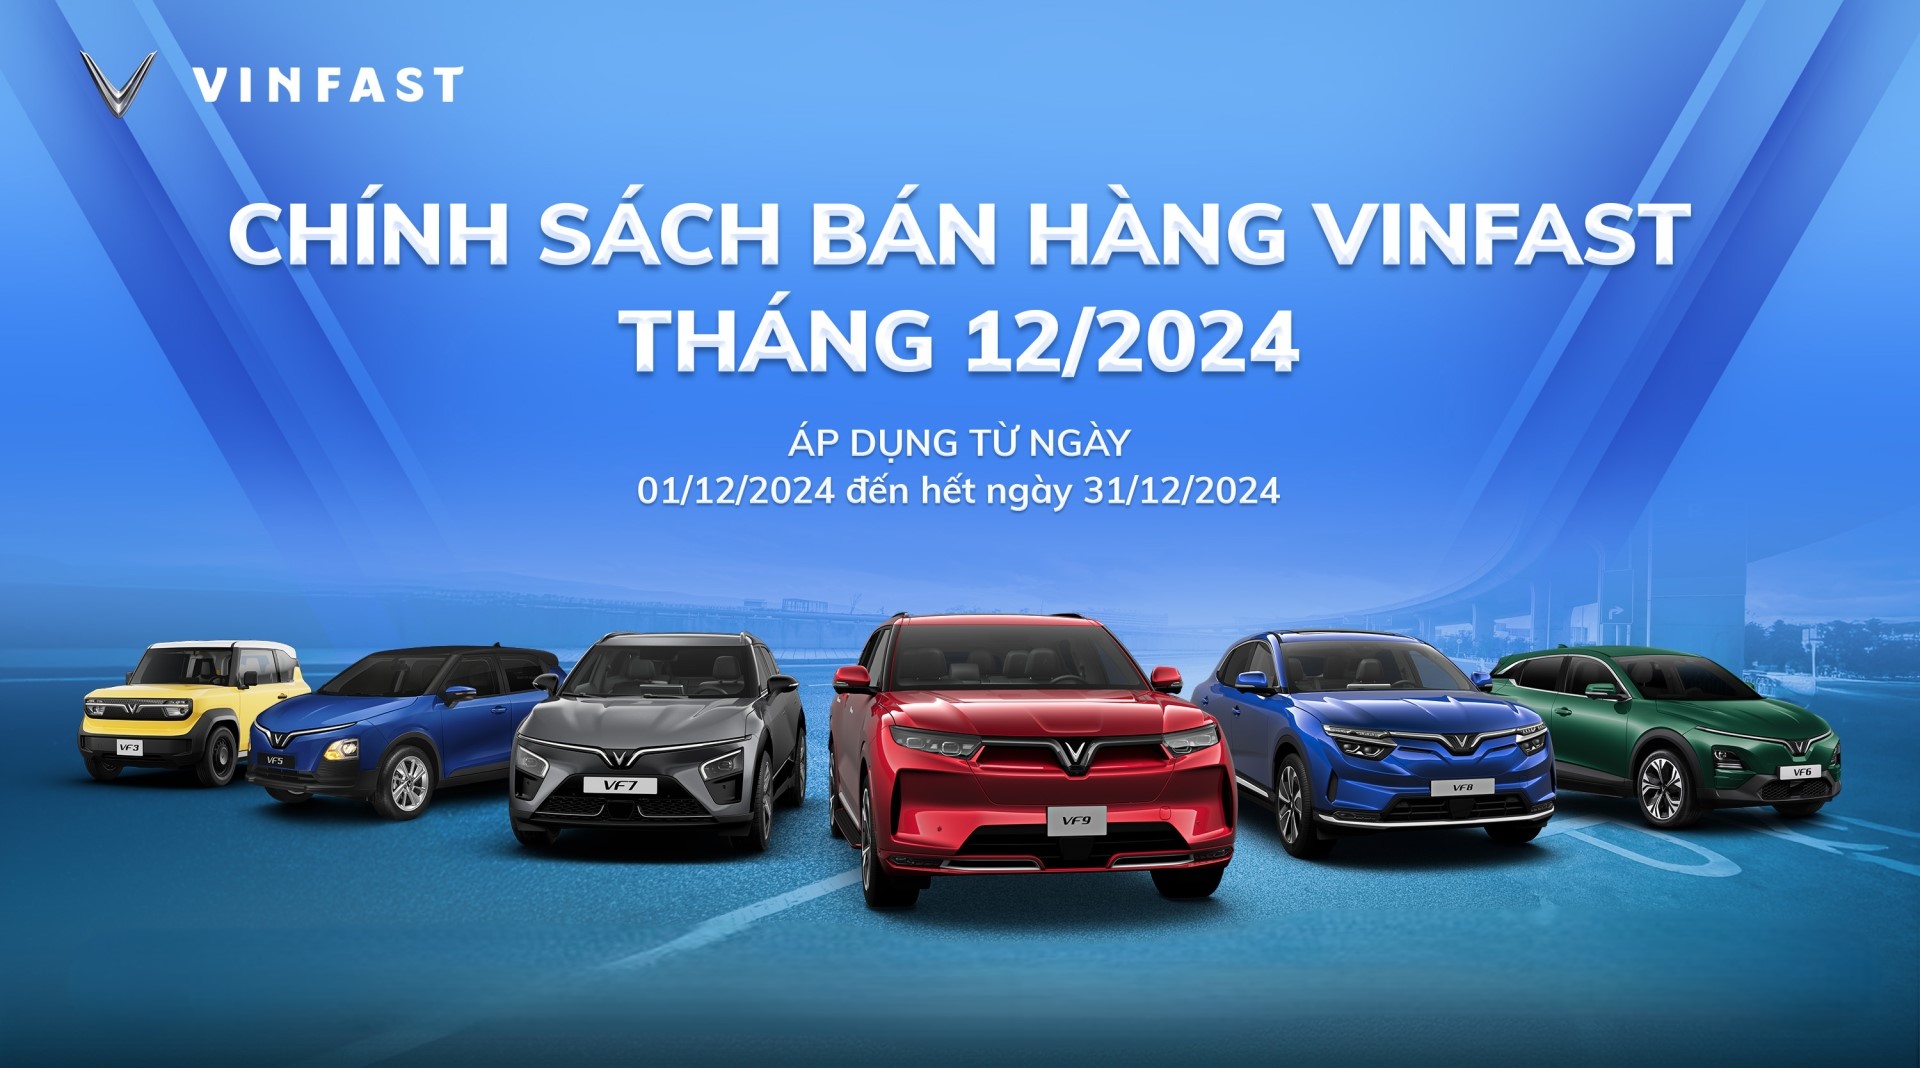 VINFAST
CHÍNH SÁCH BÁN HÀNG VINFAST
THÁNG 12/2024
ÁP DỤNG TỪ NGÀY
01/12/2024 đến hết ngày 31/12/2024
VF3
VF5
VF7
VF9
VF8
VF6